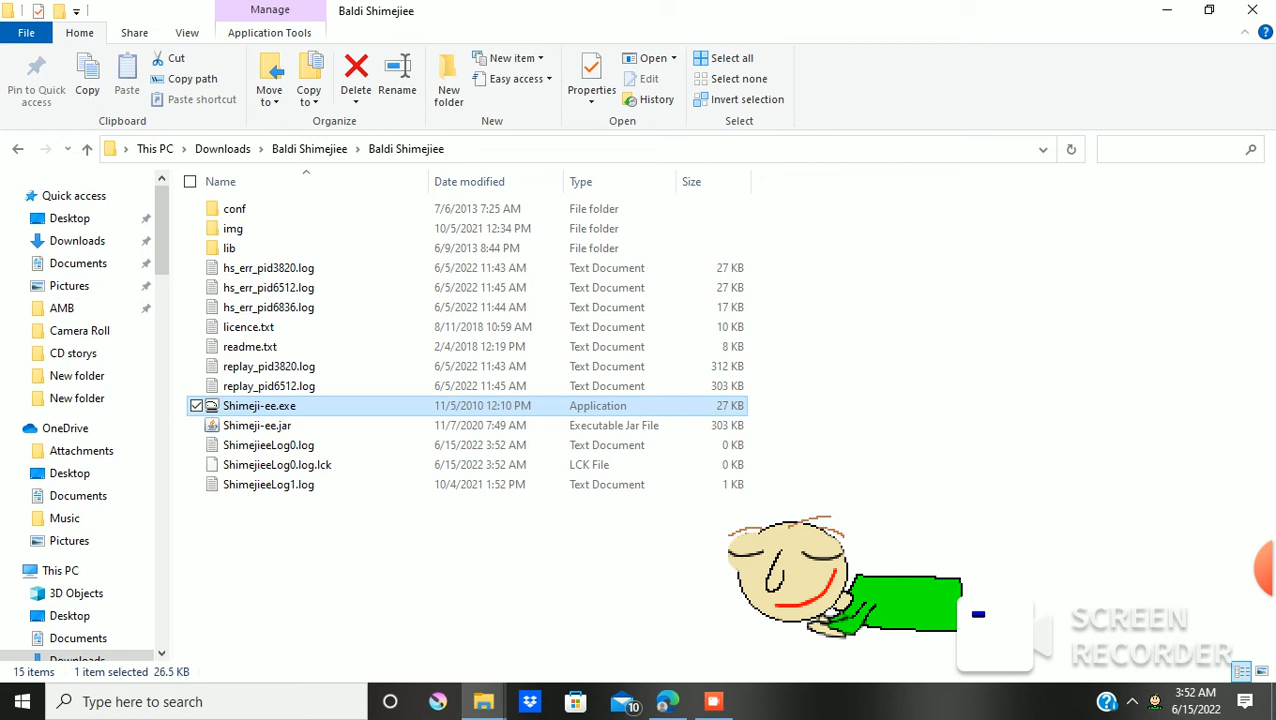 Manage
Baldi Shimejiee
File Home Share View Application Tools
Pin to Quick access
Copy
Paste
Cut
Copy path
Paste shortcut
Clipboard
Move to
Copy to
Delete
Rename
Organize
New folder
New item
Easy access
New
Properties
Open
Edit
History
Open
Select all
Select none
Invert selection
Select
This PC Downloads Baldi Shimejiee Baldi Shimejiee
Name Date modified Type Size
conf 7/6/2013 7:25 AM File folder
img 10/5/2021 12:34 PM File folder
lib 6/9/2013 8:44 PM File folder
hs_err_pid3820.log 6/5/2022 11:43 AM Text Document 27 KB
hs_err_pid6512.log 6/5/2022 11:45 AM Text Document 27 KB
hs_err_pid6836.log 6/5/2022 11:44 AM Text Document 17 KB
licence.txt 8/11/2018 10:59 AM Text Document 10 KB
readme.txt 2/4/2018 12:19 PM Text Document 8 KB
replay_pid3820.log 6/5/2022 11:43 AM Text Document 312 KB
replay_pid6512.log 6/5/2022 11:45 AM Text Document 303 KB
Shimeji-ee.exe 11/5/2010 12:10 PM Application 27 KB
Shimeji-ee.jar 11/7/2020 7:49 AM Executable Jar File 303 KB
ShimejieeLog0.log 6/15/2022 3:52 AM Text Document 0 KB
ShimejieeLog0.log.lck 6/15/2022 3:52 AM LCK File 0 KB
ShimejieeLog1.log 10/4/2021 1:52 PM Text Document 1 KB
Quick access
Desktop
Downloads
Documents
Pictures
AMB
Camera Roll
CD storys
New folder
New folder
OneDrive
Attachments
Desktop
Documents
Music
Pictures
This PC
3D Objects
Desktop
Documents
Downloads
SCREEN
RECORDER
15 items 1 item selected 26.5 KB
Type here to search
10
3:52 AM
6/15/2022